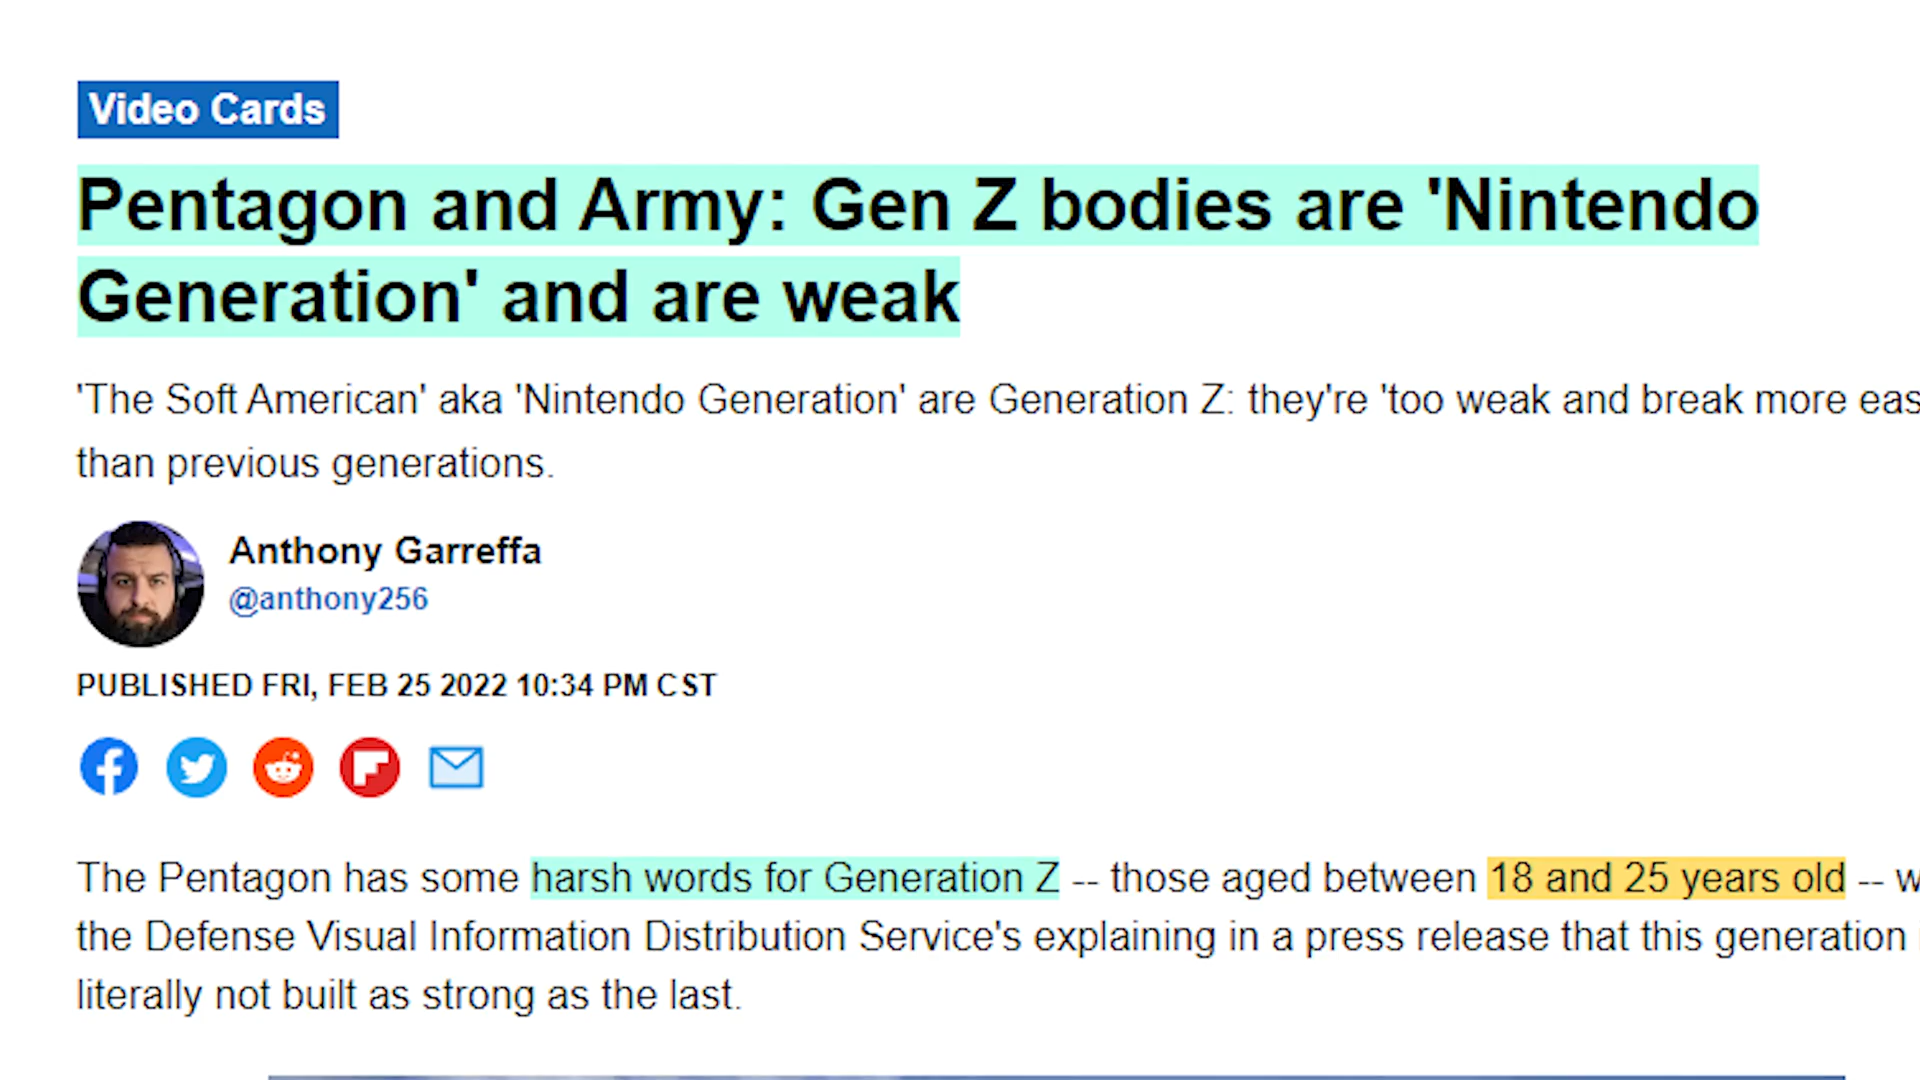 Video Cards
Pentagon and Army: Gen Z bodies are 'Nintendo
Generation' and are weak
'The Soft American' aka 'Nintendo Generation' are Generation Z: they're 'too weak and break more
than previous generations.
Anthony Garreffa
@anthony256
PUBLISHED FRI, FEB 25 2022 10:34 PM CST
The Pentagon has some harsh words for Generation Z -- those aged between 18 and 25 years old --
the Defense Visual Information Distribution Service's explaining in a press release that this generation
literally not built as strong as the last.